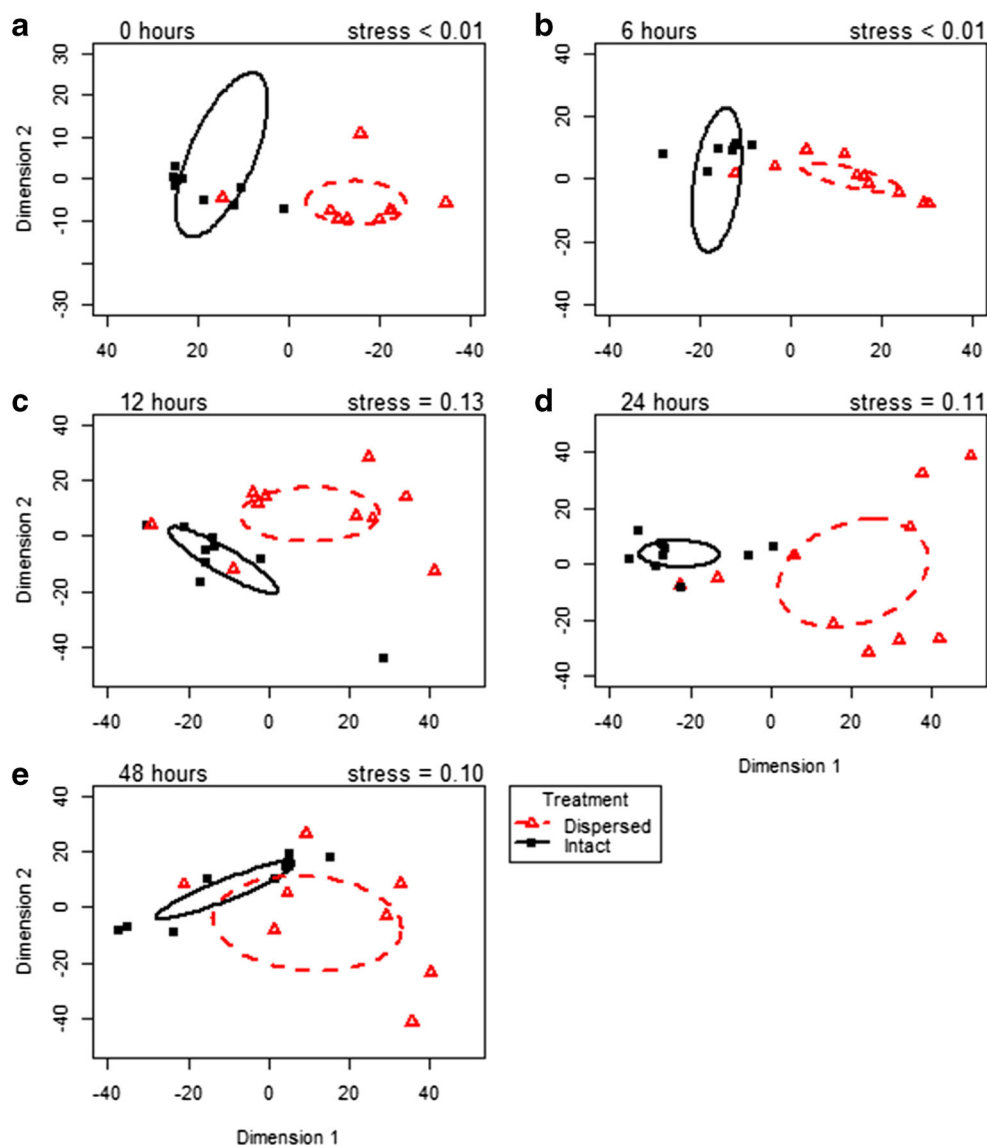 a 0 hours stress < 0.01
30
20
10
0
-10
-30
Dimension 2
40 20 0 -20 -40
b 6 hours stress < 0.01
40
20
0
-20
-40
-40 -20 0 20 40
c 12 hours stress = 0.13
40
20
0
-20
-40
Dimension 2
-40 -20 0 20 40
d 24 hours stress = 0.11
40
20
0
-20
-40
-40 -20 0 20 40
Dimension 1
e 48 hours stress = 0.10
40
20
0
-20
-40
Dimension 2
-40 -20 0 20 40
Dimension 1
Treatment
Dispersed
Intact